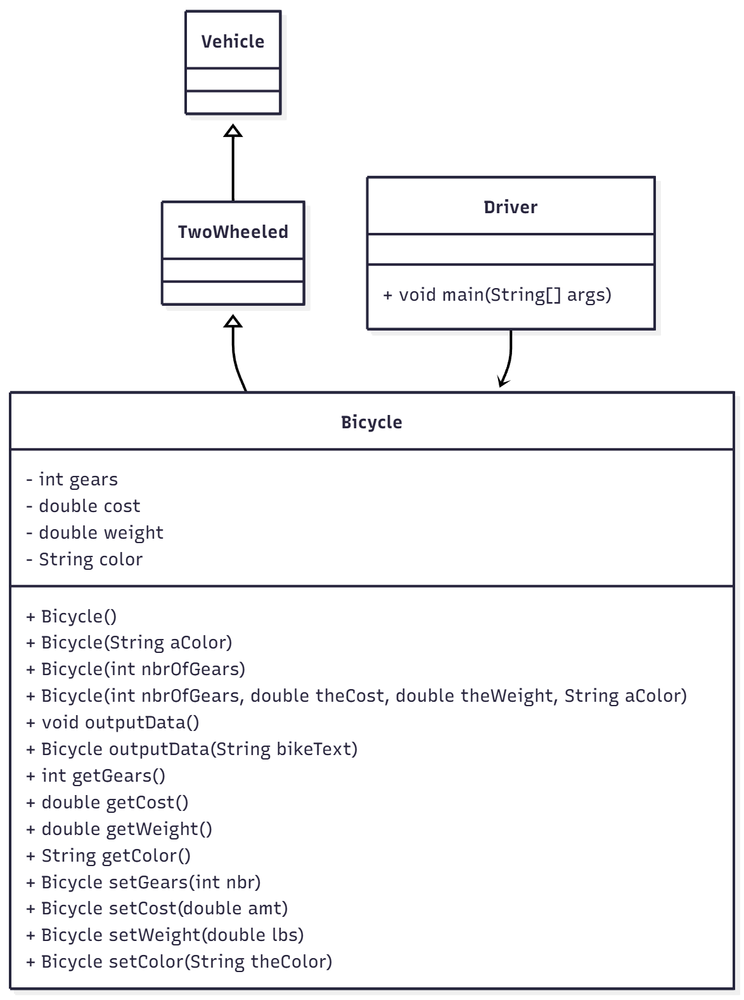 Vehicle
TwoWheeled
Driver
+ void main(String[] args)
Bicycle
- int gears
- double cost
- double weight
- String color
+ Bicycle()
+ Bicycle(String aColor)
+ Bicycle(int nbrOfGears)
+ Bicycle(int nbrOfGears, double theCost, double theWeight, String aColor)
+ void outputData()
+ Bicycle outputData(String bikeText)
+ int getGears()
+ double getCost()
+ double getWeight()
+ String getColor()
+ Bicycle setGears(int nbr)
+ Bicycle setCost(double amt)
+ Bicycle setWeight(double lbs)
+ Bicycle setColor(String theColor)